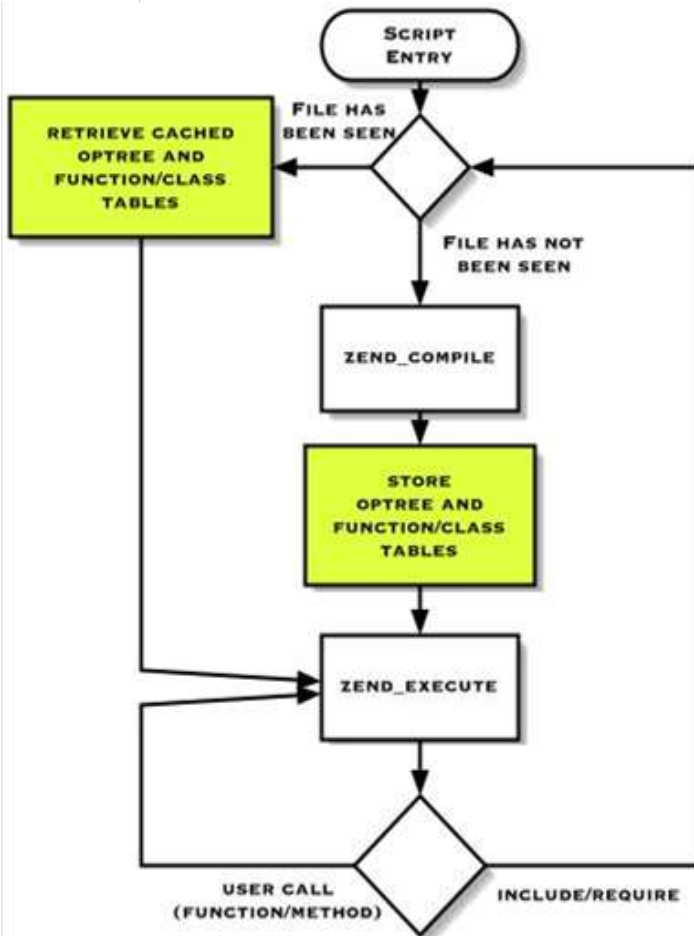 SCRIPT
ENTRY
FILE HAS
BEEN SEEN
RETRIEVE CACHED
OPTREE AND
FUNCTION/CLASS
TABLES
FILE HAS NOT
BEEN SEEN
ZEND_COMPILE
STORE
OPTREE AND
FUNCTION/CLASS
TABLES
ZEND_EXECUTE
USER CALL
(FUNCTION/METHOD)
INCLUDE/REQUIRE